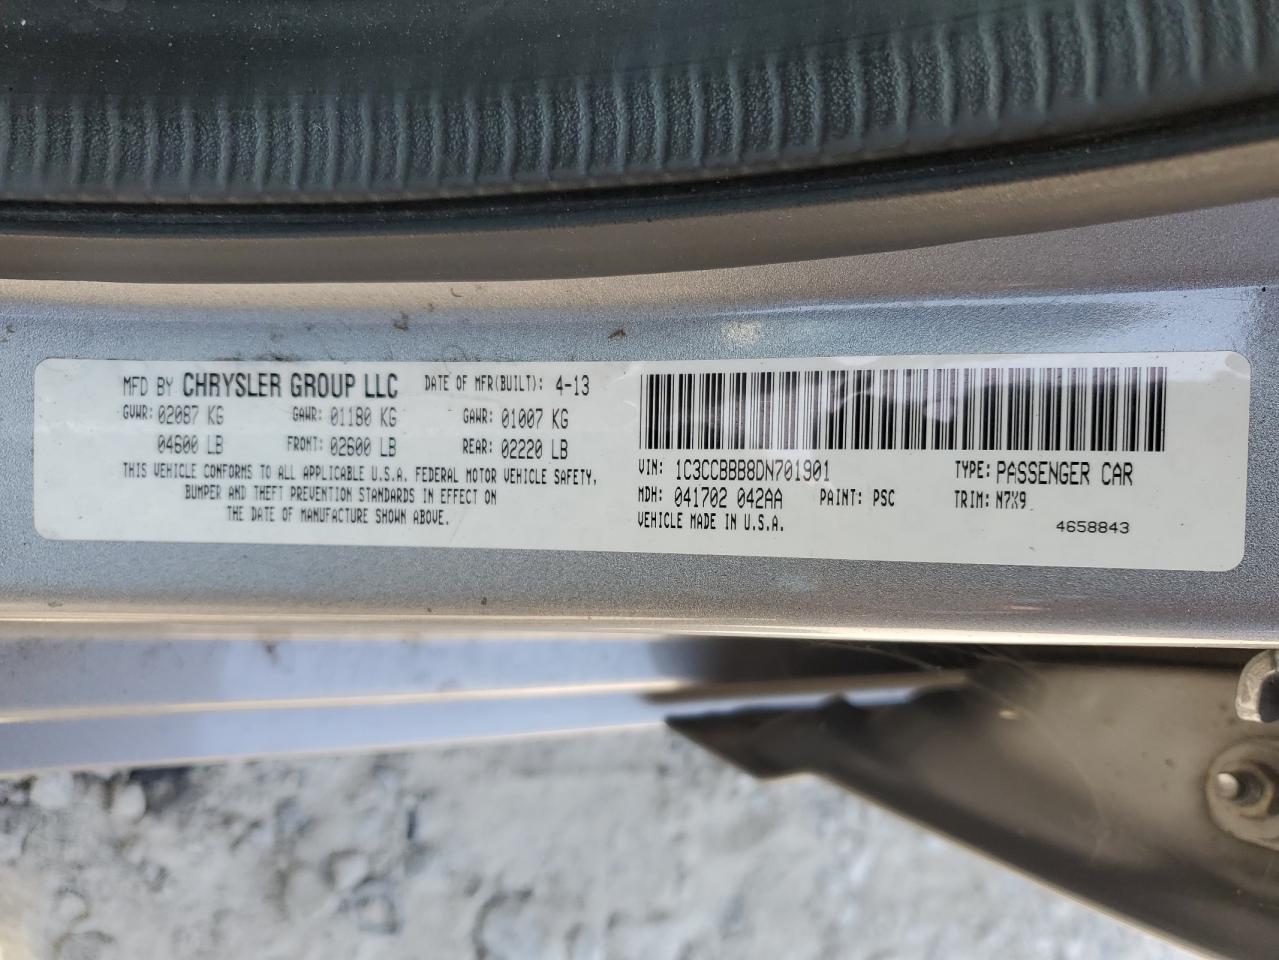 MFD BY CHRYSLER GROUP LLC DATE OF MFR(BUILT): 4-13
GVWR: 02087 KG GAWR: 01180 KG GAWR: 01007 KG
04600 LB FRONT: 02600 LB REAR: 02220 LB
THIS VEHICLE CONFORMS TO ALL APPLICABLE U.S.A. FEDERAL MOTOR VEHICLE SAFETY,
BUMPER AND THEFT PREVENTION STANDARDS IN EFFECT ON
THE DATE OF MANUFACTURE SHOWN ABOVE.
VIN: 1C3CCBBB8DN701901 TYPE: PASSENGER CAR
MDH: 041702 042AA PAINT: PSC TRIM: N7X9
VEHICLE MADE IN U.S.A. 4658843